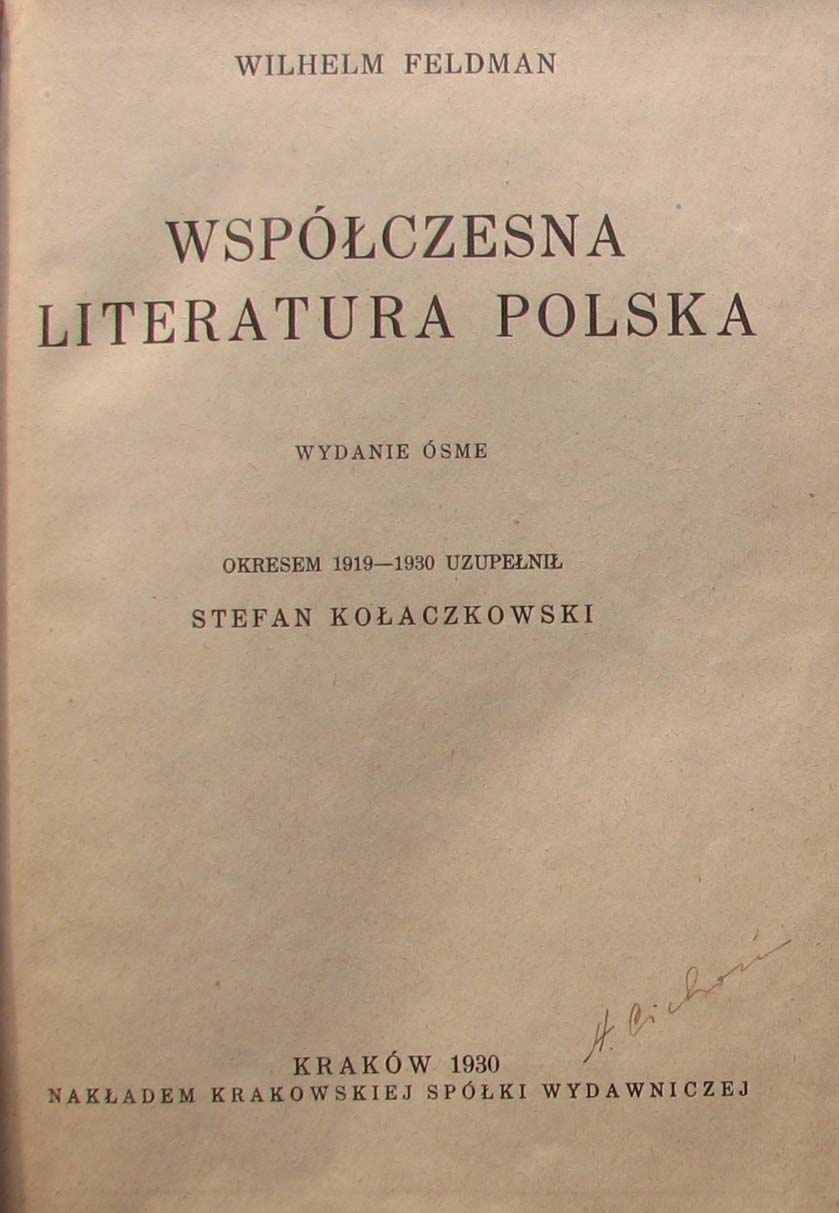 WILHELM FELDMAN
WSPÓŁCZESNA
LITERATURA POLSKA
WYDANIE ÓSME
OKRESEM 1919—1930 UZUPEŁNIŁ
STEFAN KOŁACZKOWSKI
KRAKÓW 1930
NAKŁADEM KRAKOWSKIEJ SPÓŁKI WYDAWNICZEJ